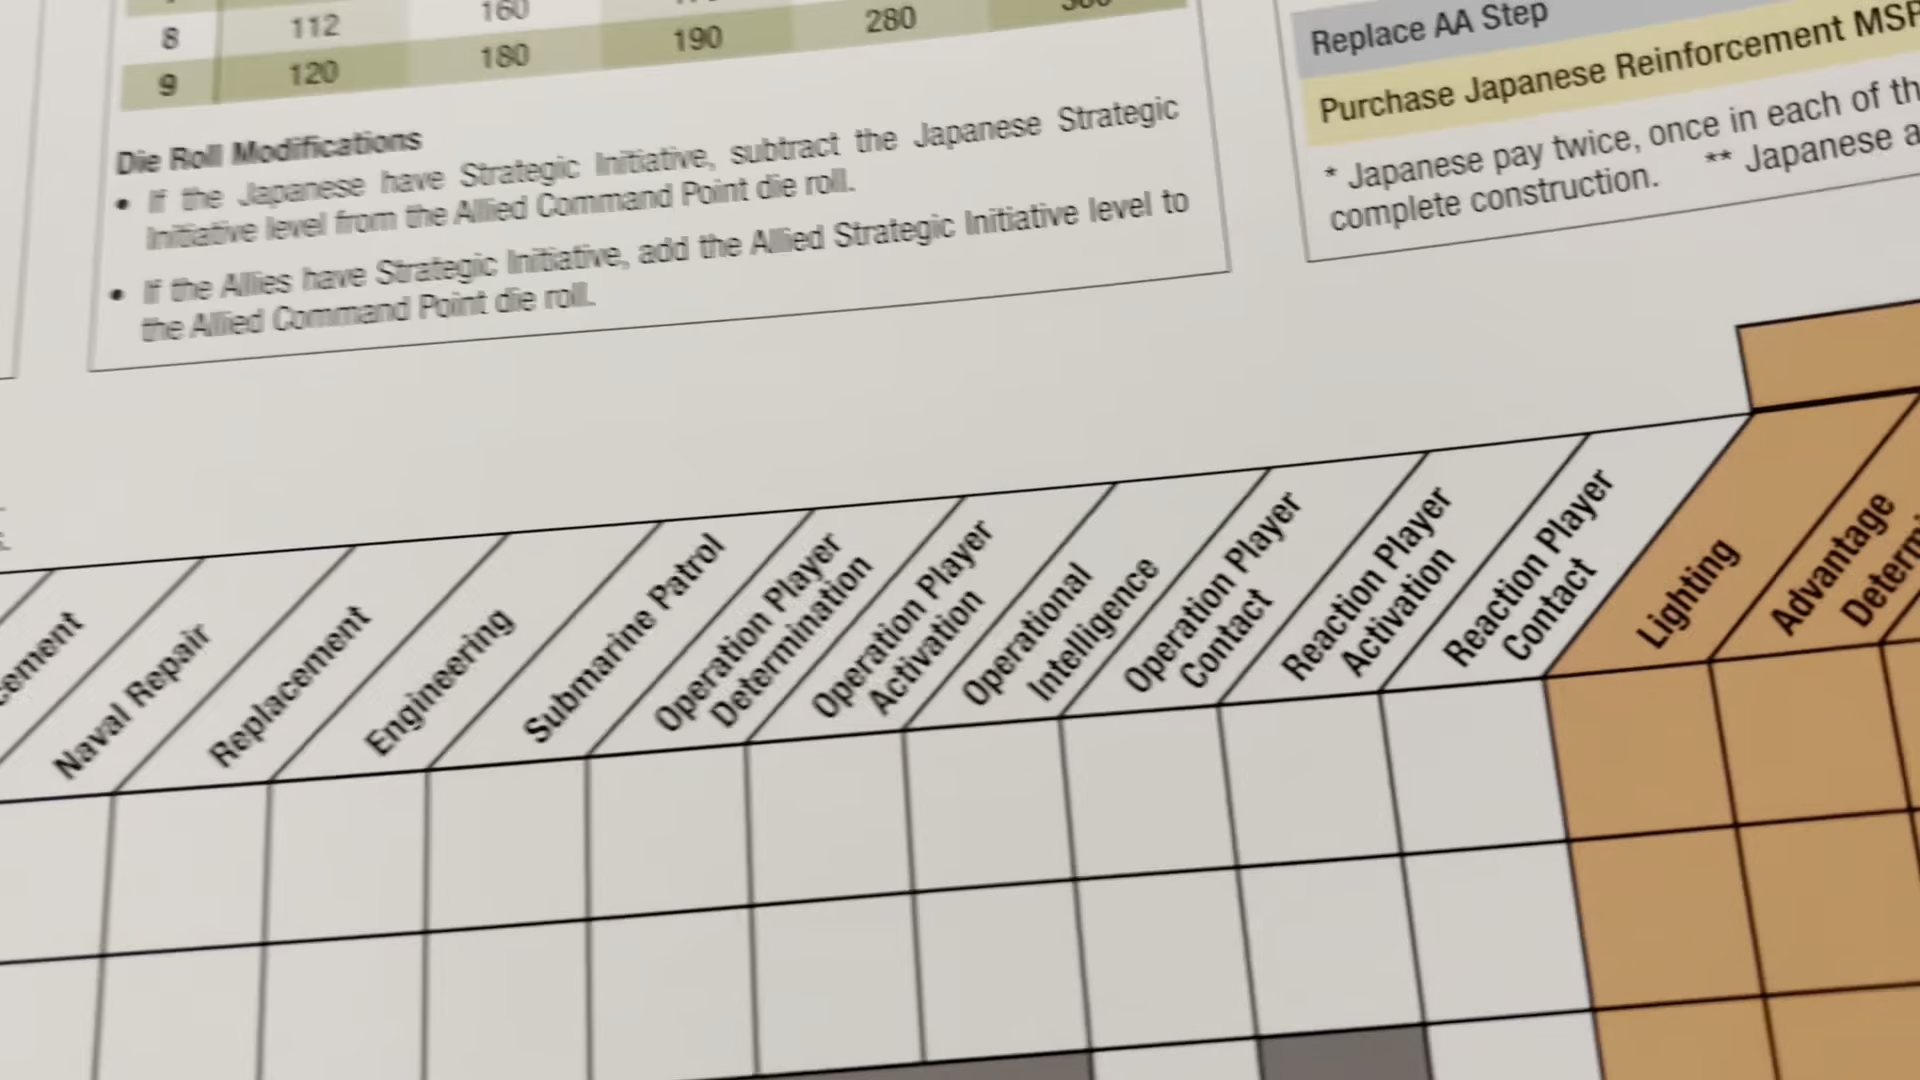 8 112 160
9 120 180 190 280
Die Roll Modifications
• If the Japanese have Strategic Initiative, subtract the Japanese Strategic
Initiative level from the Allied Command Point die roll.
• If the Allies have Strategic Initiative, add the Allied Strategic Initiative level to
the Allied Command Point die roll.
Replace AA Step
Purchase Japanese Reinforcement
* Japanese pay twice, once in each of
complete construction. ** Japanese
Naval Repair
Replacement
Engineering
Submarine Patrol
Operation Player
Determination
Operation Player
Activation
Operational
Intelligence
Operation Player
Contact
Reaction Player
Activation
Reaction Player
Contact
Lighting
Advantage